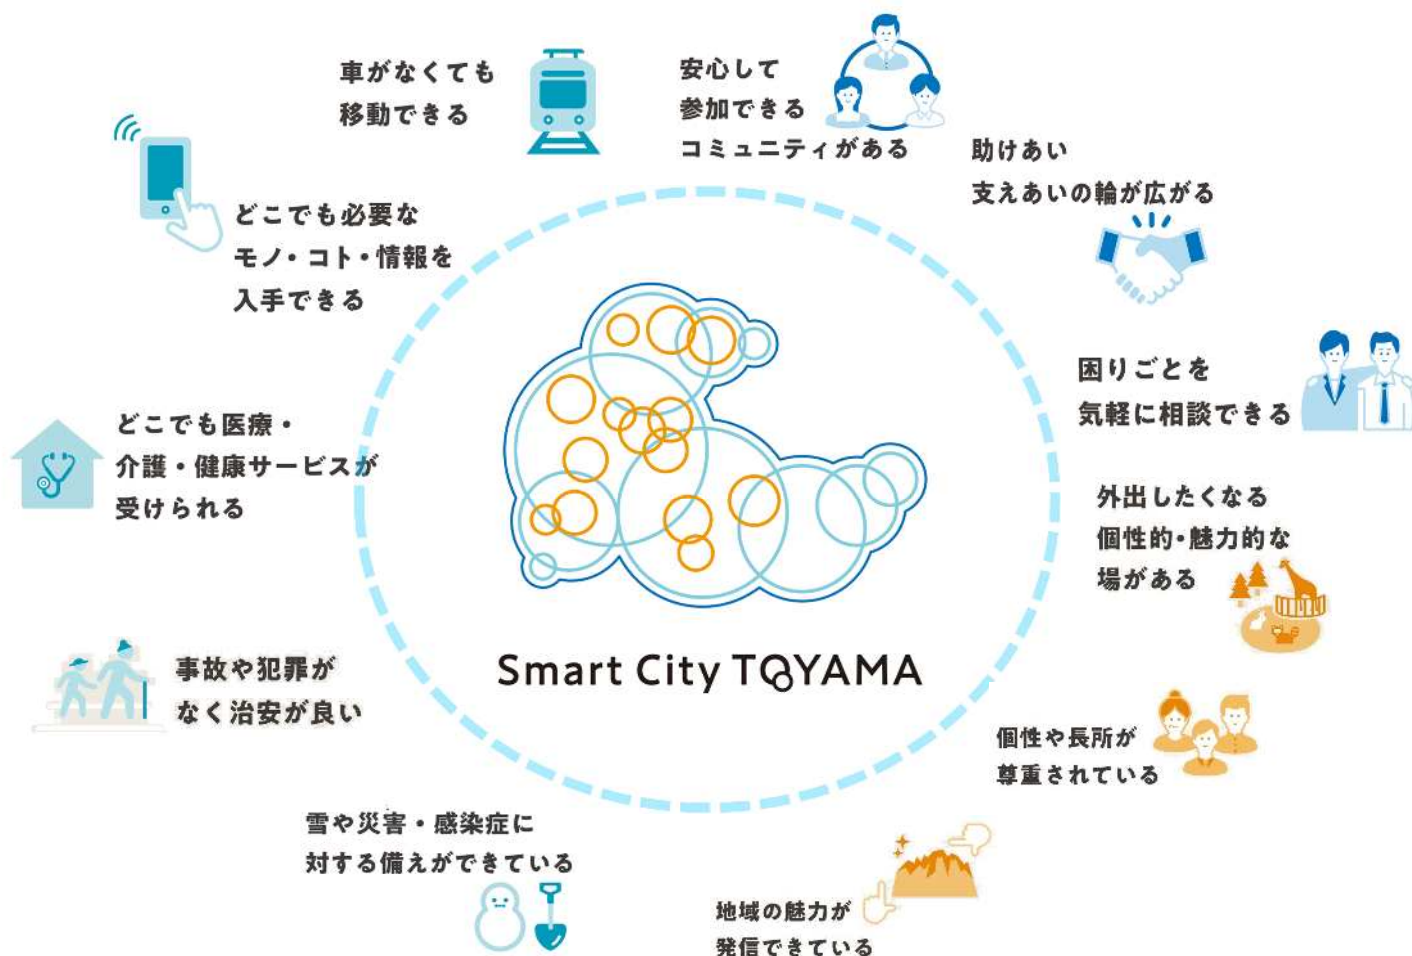 車がなくても
移動できる
安心して
参加できる
コミュニティがある
助けあい
支えあいの輪が広がる
どこでも必要な
モノ・コト・情報を
入手できる
困りごとを
気軽に相談できる
どこでも医療・
介護・健康サービスが
受けられる
外出したくなる
個性的・魅力的な
場がある
Smart City TOYAMA
事故や犯罪が
なく治安が良い
個性や長所が
尊重されている
雪や災害・感染症に
対する備えができている
地域の魅力が
発信できている